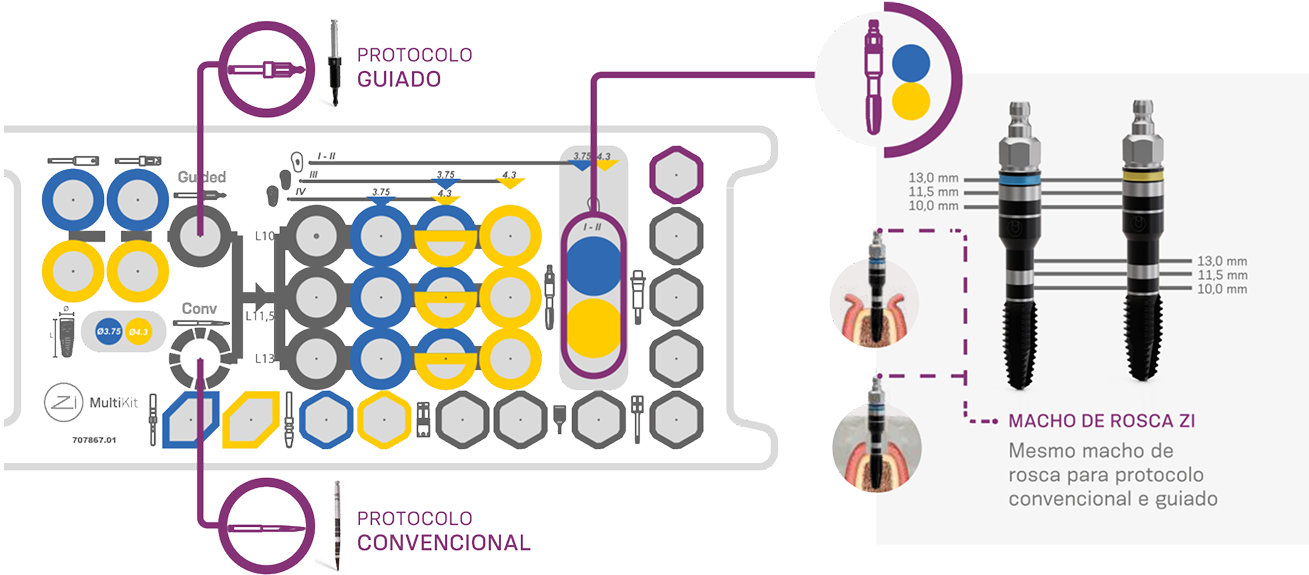 PROTOCOLO
GUIADO
I - II
3.75 4.3
III
3.75
4.3
IV
3.75
4.3
Guided
L10
I - II
L11,5
Conv
Ø
L
Ø3.75
Ø4.3
L13
Zi MultiKit
707867.01
PROTOCOLO
CONVENCIONAL
13,0 mm
11,5 mm
10,0 mm
13,0 mm
11,5 mm
10,0 mm
MACHO DE ROSCA ZI
Mesmo macho de
rosca para protocolo
convencional e guiado